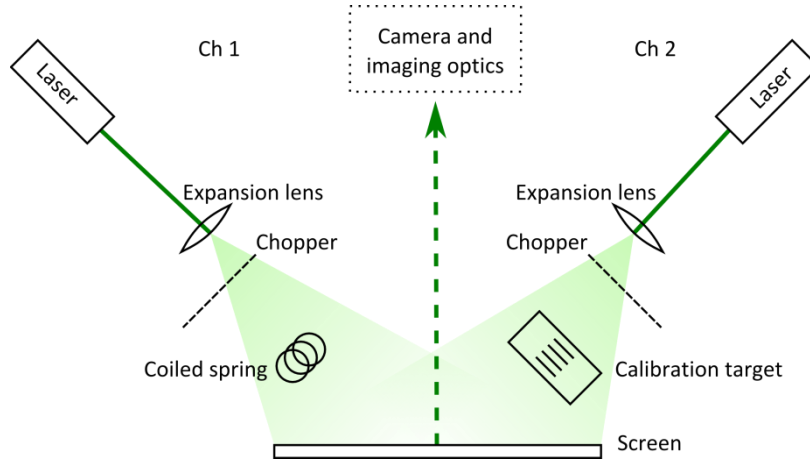 Ch 1
Camera and
imaging optics
Ch 2
Laser
Laser
Expansion lens
Expansion lens
Chopper
Chopper
Coiled spring
Calibration target
Screen